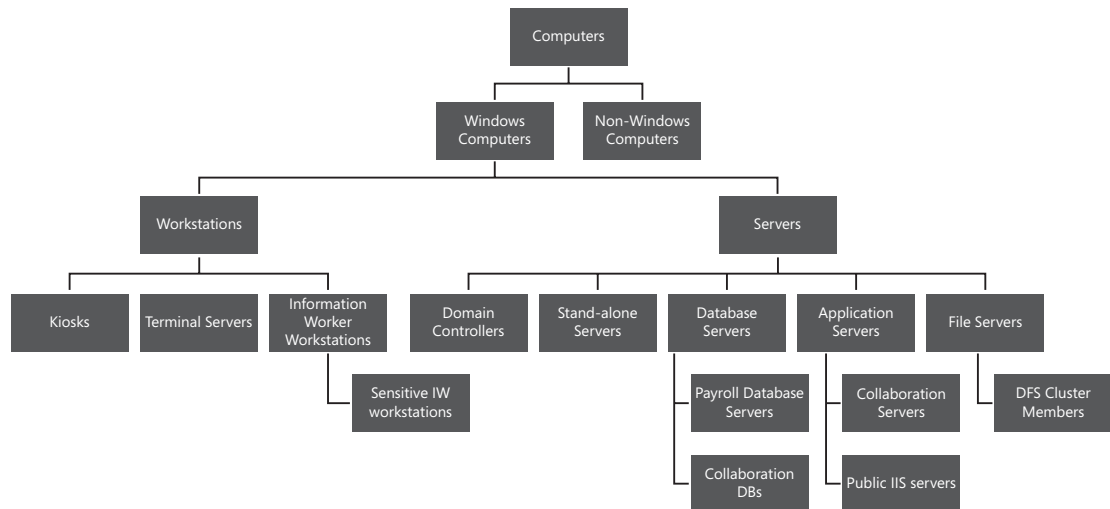 Computers
Windows
Computers
Non-Windows
Computers
Workstations
Servers
Kiosks
Terminal Servers
Information
Worker
Workstations
Domain
Controllers
Stand-alone
Servers
Database
Servers
Application
Servers
File Servers
Sensitive IW
workstations
Payroll Database
Servers
Collaboration
Servers
DFS Cluster
Members
Collaboration
DBs
Public IIS servers